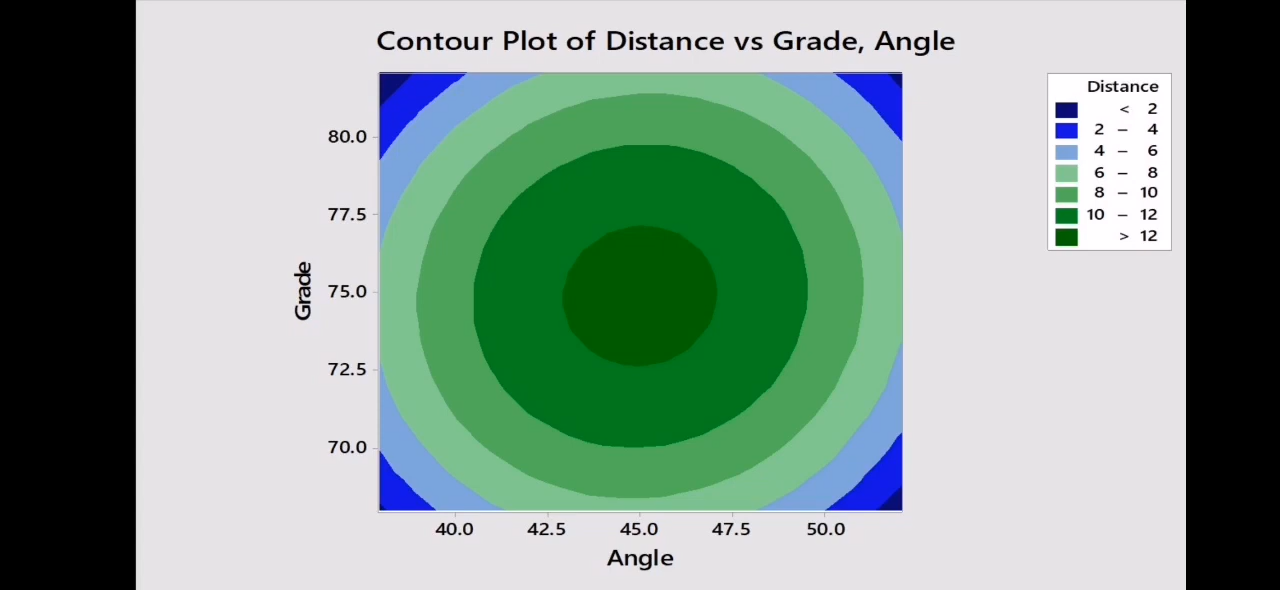 Contour Plot of Distance vs Grade, Angle
Distance
< 2
2 – 4
4 – 6
6 – 8
8 – 10
10 – 12
> 12
80.0
77.5
75.0
72.5
70.0
Grade
40.0 42.5 45.0 47.5 50.0
Angle